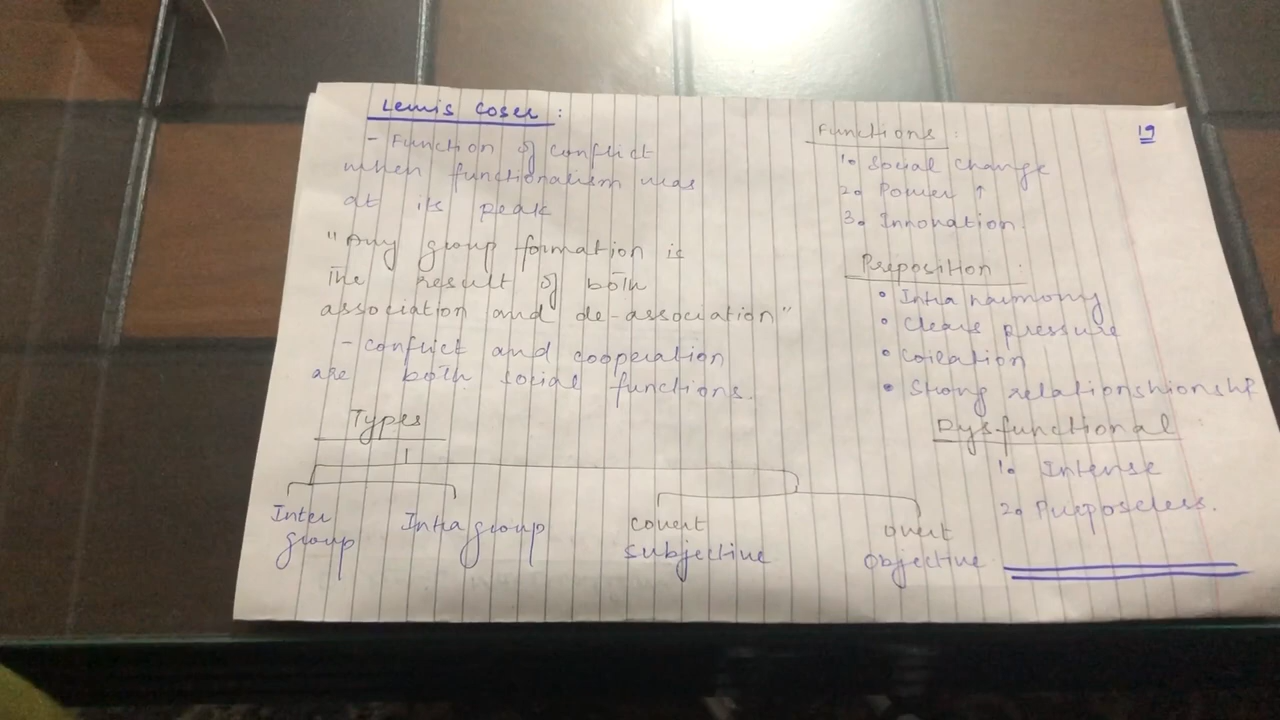 Lewis Coser :
- Function of conflict
when functionalism was
at its peak
"Any group formation is
the result of both
association and de-association"
- conflict and cooperation
are both social functions.
Types
Inter
group
Intra group
covert
subjective
overt
objective
19
Functions :
1. Social change
2. Power ↑
3. Innovation.
Preposition :
• Intra harmony
• Clears pressure
• Coilation
• Strong relationshionship
Dysfunctional :
1. Intense
2. Purposeless.